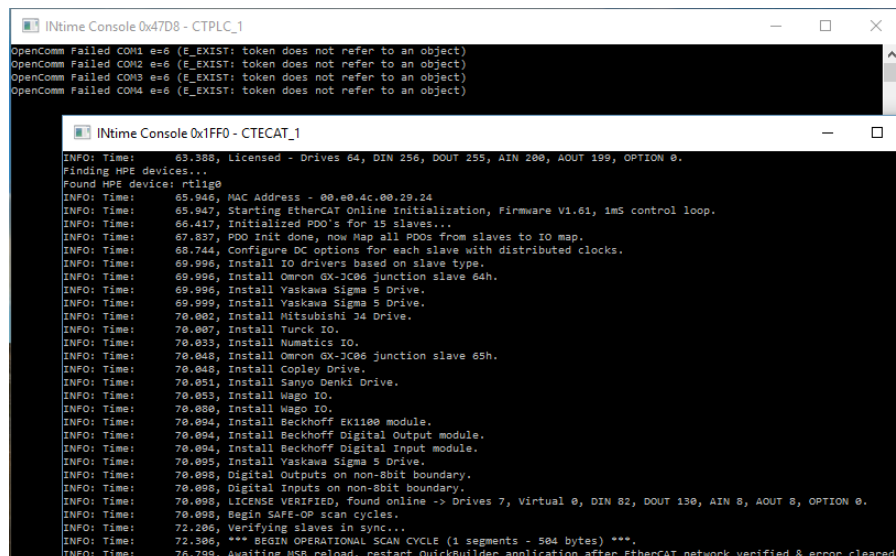 INtime Console 0x47D8 - CTPLC_1
OpenComm Failed COM1 e=6 (E_EXIST: token does not refer to an object)
OpenComm Failed COM2 e=6 (E_EXIST: token does not refer to an object)
OpenComm Failed COM3 e=6 (E_EXIST: token does not refer to an object)
OpenComm Failed COM4 e=6 (E_EXIST: token does not refer to an object)
INtime Console 0x1FF0 - CTECAT_1
INFO: Time: 63.388, Licensed - Drives 64, DIN 256, DOUT 255, AIN 200, AOUT 199, OPTION 0.
Finding HPE devices...
Found HPE device: rtl1g0
INFO: Time: 65.946, MAC Address - 00.e0.4c.00.29.24
INFO: Time: 65.947, Starting EtherCAT Online Initialization, Firmware V1.61, 1mS control loop.
INFO: Time: 66.417, Initialized PDO's for 15 slaves...
INFO: Time: 67.837, PDO Init done, now Map all PDOs from slaves to IO map.
INFO: Time: 68.744, Configure DC options for each slave with distributed clocks.
INFO: Time: 69.996, Install IO drivers based on slave type.
INFO: Time: 69.996, Install Omron GX-JC06 junction slave 64h.
INFO: Time: 69.996, Install Yaskawa Sigma 5 Drive.
INFO: Time: 69.999, Install Yaskawa Sigma 5 Drive.
INFO: Time: 70.002, Install Mitsubishi J4 Drive.
INFO: Time: 70.007, Install Turck IO.
INFO: Time: 70.033, Install Numatics IO.
INFO: Time: 70.048, Install Omron GX-JC06 junction slave 65h.
INFO: Time: 70.048, Install Copley Drive.
INFO: Time: 70.051, Install Sanyo Denki Drive.
INFO: Time: 70.053, Install Wago IO.
INFO: Time: 70.080, Install Wago IO.
INFO: Time: 70.094, Install Beckhoff EK1100 module.
INFO: Time: 70.094, Install Beckhoff Digital Output module.
INFO: Time: 70.094, Install Beckhoff Digital Input module.
INFO: Time: 70.095, Install Yaskawa Sigma 5 Drive.
INFO: Time: 70.098, Digital Outputs on non-8bit boundary.
INFO: Time: 70.098, Digital Inputs on non-8bit boundary.
INFO: Time: 70.098, LICENSE VERIFIED, found online -> Drives 7, Virtual 0, DIN 82, DOUT 130, AIN 8, AOUT 8, OPTION 0.
INFO: Time: 70.098, Begin SAFE-OP scan cycles.
INFO: Time: 72.206, Verifying slaves in sync...
INFO: Time: 72.306, *** BEGIN OPERATIONAL SCAN CYCLE (1 segments - 504 bytes) ***.
INFO: Time: 76.799, Awaiting MSB reload, restart QuickBuilder application after EtherCAT network verified & error cleared